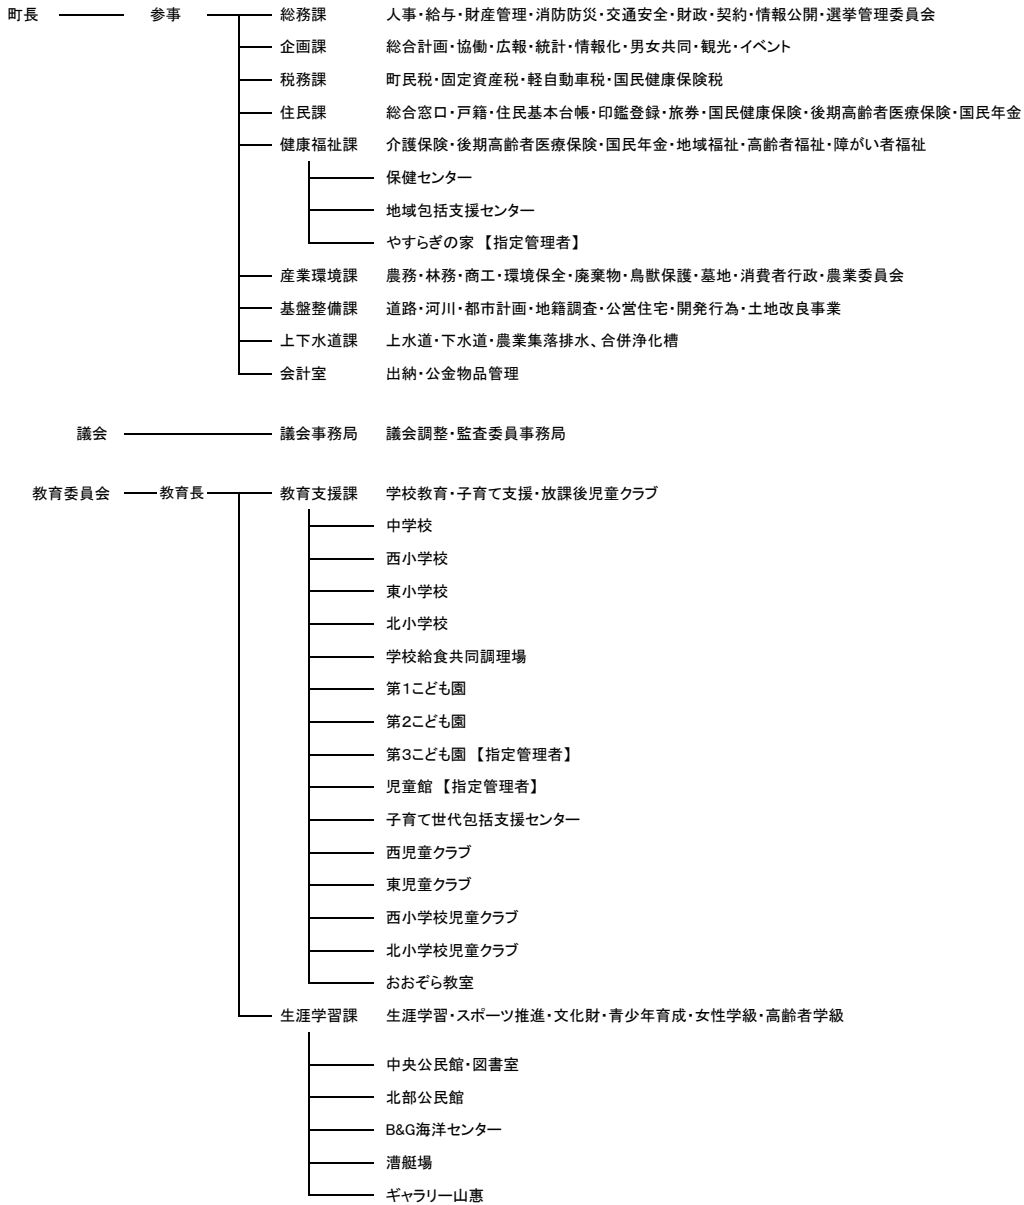 町長 参事 総務課 人事・給与・財産管理・消防防災・交通安全・財政・契約・情報公開・選挙管理委員会
企画課 総合計画・協働・広報・統計・情報化・男女共同・観光・イベント
税務課 町民税・固定資産税・軽自動車税・国民健康保険税
住民課 総合窓口・戸籍・住民基本台帳・印鑑登録・旅券・国民健康保険・後期高齢者医療保険・国民年金
健康福祉課 介護保険・後期高齢者医療保険・国民年金・地域福祉・高齢者福祉・障がい者福祉
保健センター
地域包括支援センター
やすらぎの家 【指定管理者】
産業環境課 農務・林務・商工・環境保全・廃棄物・鳥獣保護・墓地・消費者行政・農業委員会
基盤整備課 道路・河川・都市計画・地籍調査・公営住宅・開発行為・土地改良事業
上下水道課 上水道・下水道・農業集落排水、合併浄化槽
会計室 出納・公金物品管理
議会 議会事務局 議会調整・監査委員事務局
教育委員会 教育長 教育支援課 学校教育・子育て支援・放課後児童クラブ
中学校
西小学校
東小学校
北小学校
学校給食共同調理場
第1こども園
第2こども園
第3こども園 【指定管理者】
児童館 【指定管理者】
子育て世代包括支援センター
西児童クラブ
東児童クラブ
西小学校児童クラブ
北小学校児童クラブ
おおぞら教室
生涯学習課 生涯学習・スポーツ推進・文化財・青少年育成・女性学級・高齢者学級
中央公民館・図書室
北部公民館
B&G海洋センター
漕艇場
ギャラリー山惠